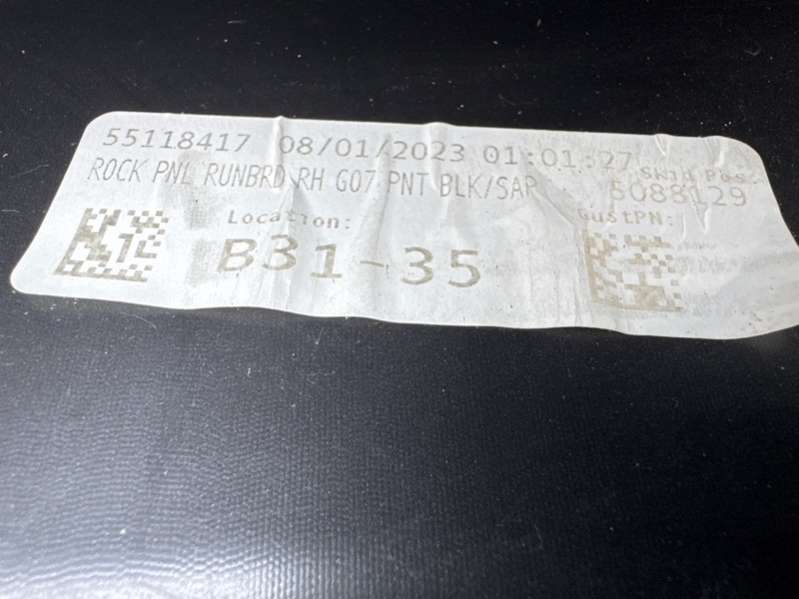 55118417 08/01/2023 01:01:27
ROCK PNL RUNBRD RH G07 PNT BLK/SAP
5088129
Location:
B31-35
CustPN: